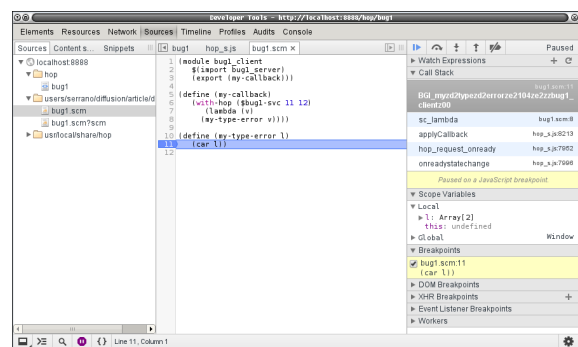 Developer Tools - http://localhost:8888/hop/bug1
Elements Resources Network Sources Timeline Profiles Audits Console
Sources Content s... Snippets
bug1 hop_s.js bug1.scm ×
Paused
localhost:8888
hop
bug1
users/serrano/diffusion/article/d
bug1.scm
bug1.scm?scm
usr/local/share/hop
1 (module bug1_client
2 $(import bug1_server)
3 (export (my-callback)))
4
5 (define (my-callback)
6 (with-hop ($bug1-svc 11 12)
7 (lambda (v)
8 (my-type-error v))))
9
10 (define (my-type-error l)
11 (car l))
12
Watch Expressions
Call Stack
bug1.scm:11
sc_lambda bug1.scm:8
applyCallback hop_s.js:8213
hop_request_onready hop_s.js:7952
onreadystatechange hop_s.js:7996
Paused on a JavaScript breakpoint.
Scope Variables
Local
l: Array[2]
this: undefined
Global Window
Breakpoints
bug1.scm:11
(car l))
DOM Breakpoints
XHR Breakpoints
Event Listener Breakpoints
Workers
Line 11, Column 1